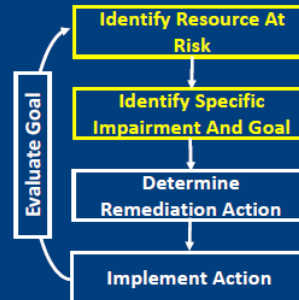 Identify Resource At
Risk
Identify Specific
Impairment And Goal
Determine
Remediation Action
Implement Action
Evaluate Goal